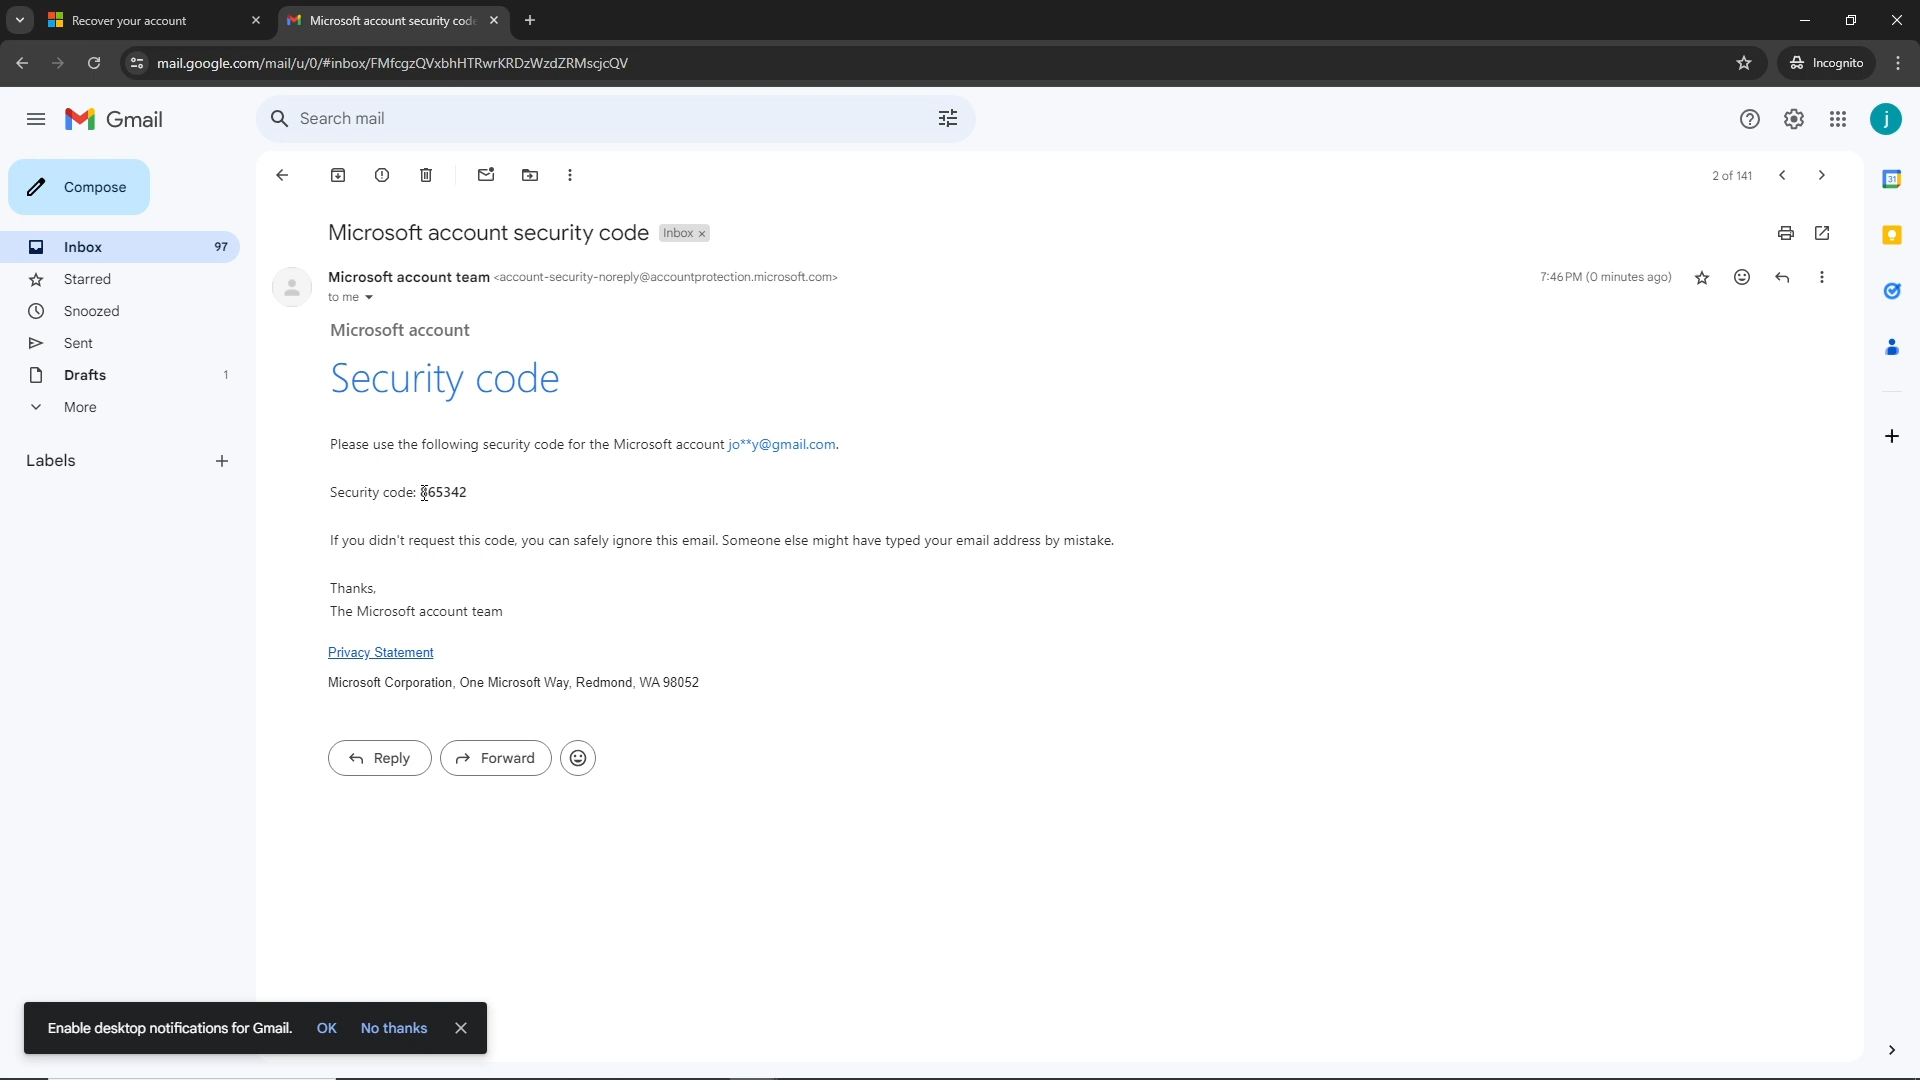 Recover your account
Microsoft account security code
mail.google.com/mail/u/0/#inbox/FMfcgzQVxbhHTRwrKRDzWzdZRMscjcQV
Incognito
Gmail
Search mail
j
Compose
2 of 141
31
Inbox 97
Starred
Snoozed
Sent
Drafts 1
More
Labels
Microsoft account security code Inbox x
Microsoft account team <account-security-noreply@accountprotection.microsoft.com>
7:46 PM (0 minutes ago)
to me
Microsoft account
Security code
Please use the following security code for the Microsoft account jo**y@gmail.com.
Security code:
If you didn't request this code, you can safely ignore this email. Someone else might have typed your email address by mistake.
Thanks,
The Microsoft account team
Privacy Statement
Microsoft Corporation, One Microsoft Way, Redmond, WA 98052
Reply
Forward
Enable desktop notifications for Gmail. OK No thanks